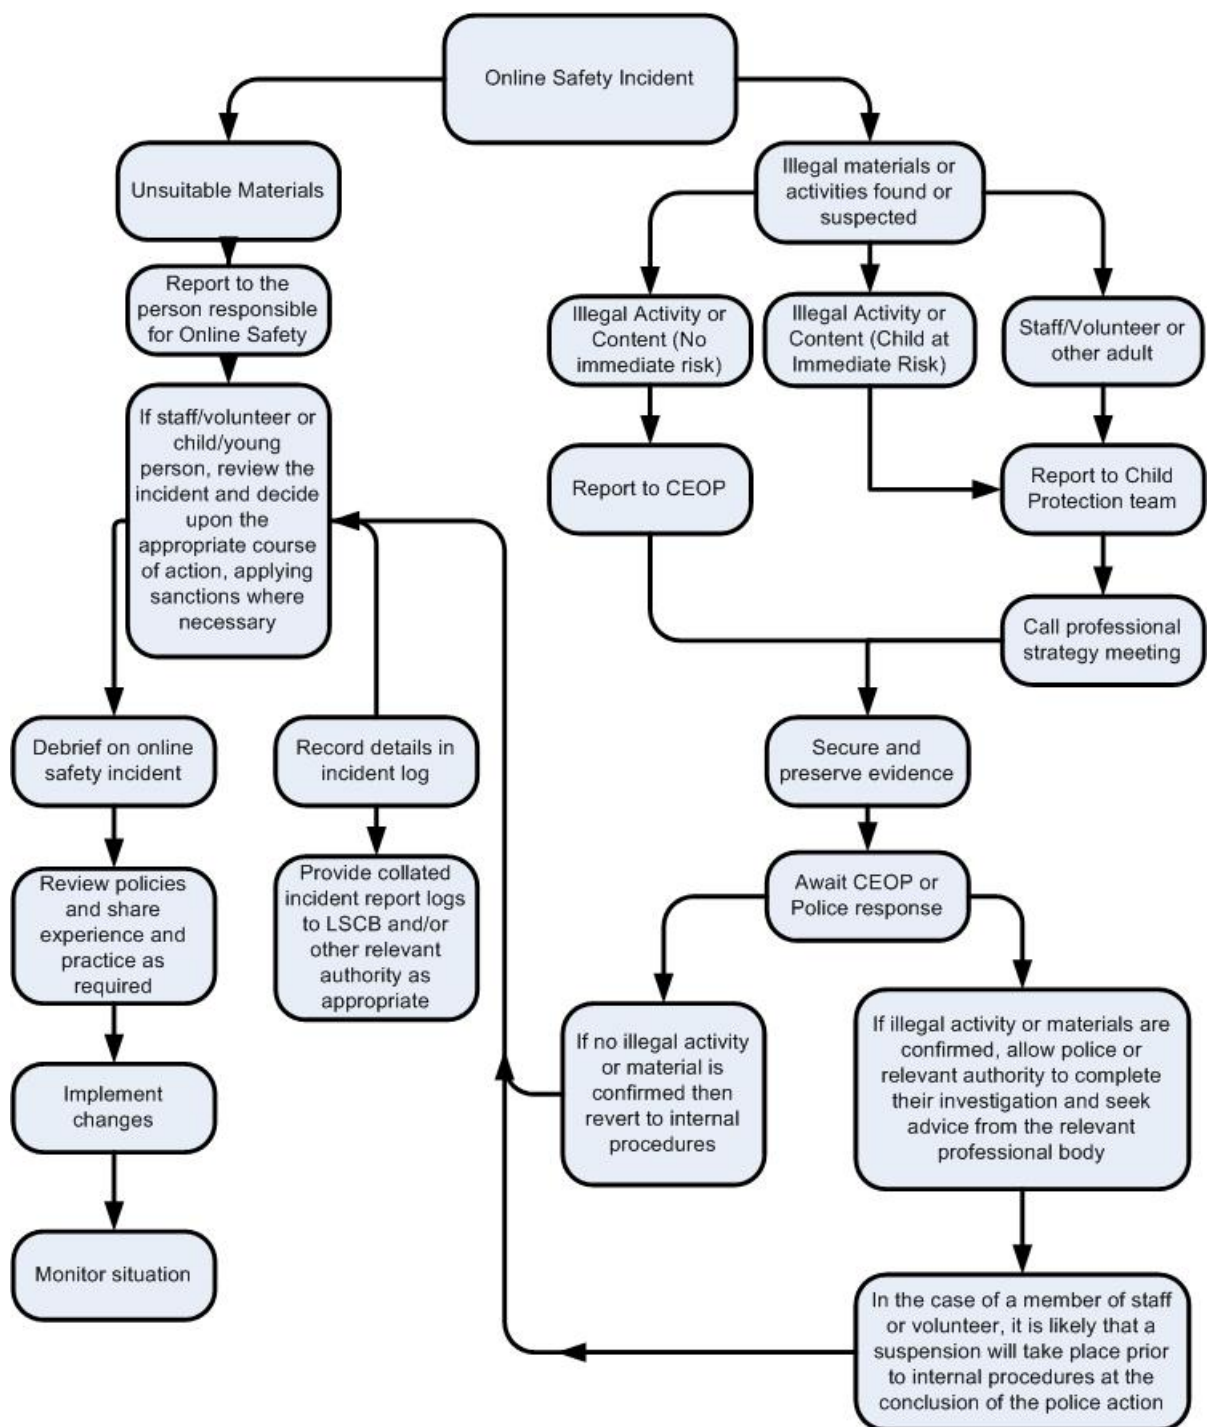 Online Safety Incident
Unsuitable Materials
Illegal materials or
activities found or
suspected
Report to the
person responsible
for Online Safety
Illegal Activity or
Content (No
immediate risk)
Illegal Activity or
Content (Child at
Immediate Risk)
Staff/Volunteer or
other adult
If staff/volunteer or
child/young
person, review the
incident and decide
upon the
appropriate course
of action, applying
sanctions where
necessary
Report to CEOP
Report to Child
Protection team
Call professional
strategy meeting
Debrief on online
safety incident
Record details in
incident log
Secure and
preserve evidence
Review policies
and share
experience and
practice as
required
Provide collated
incident report logs
to LSCB and/or
other relevant
authority as
appropriate
Await CEOP or
Police response
If no illegal activity
or material is
confirmed then
revert to internal
procedures
If illegal activity or materials are
confirmed, allow police or
relevant authority to complete
their investigation and seek
advice from the relevant
professional body
Implement
changes
Monitor situation
In the case of a member of staff
or volunteer, it is likely that a
suspension will take place prior
to internal procedures at the
conclusion of the police action